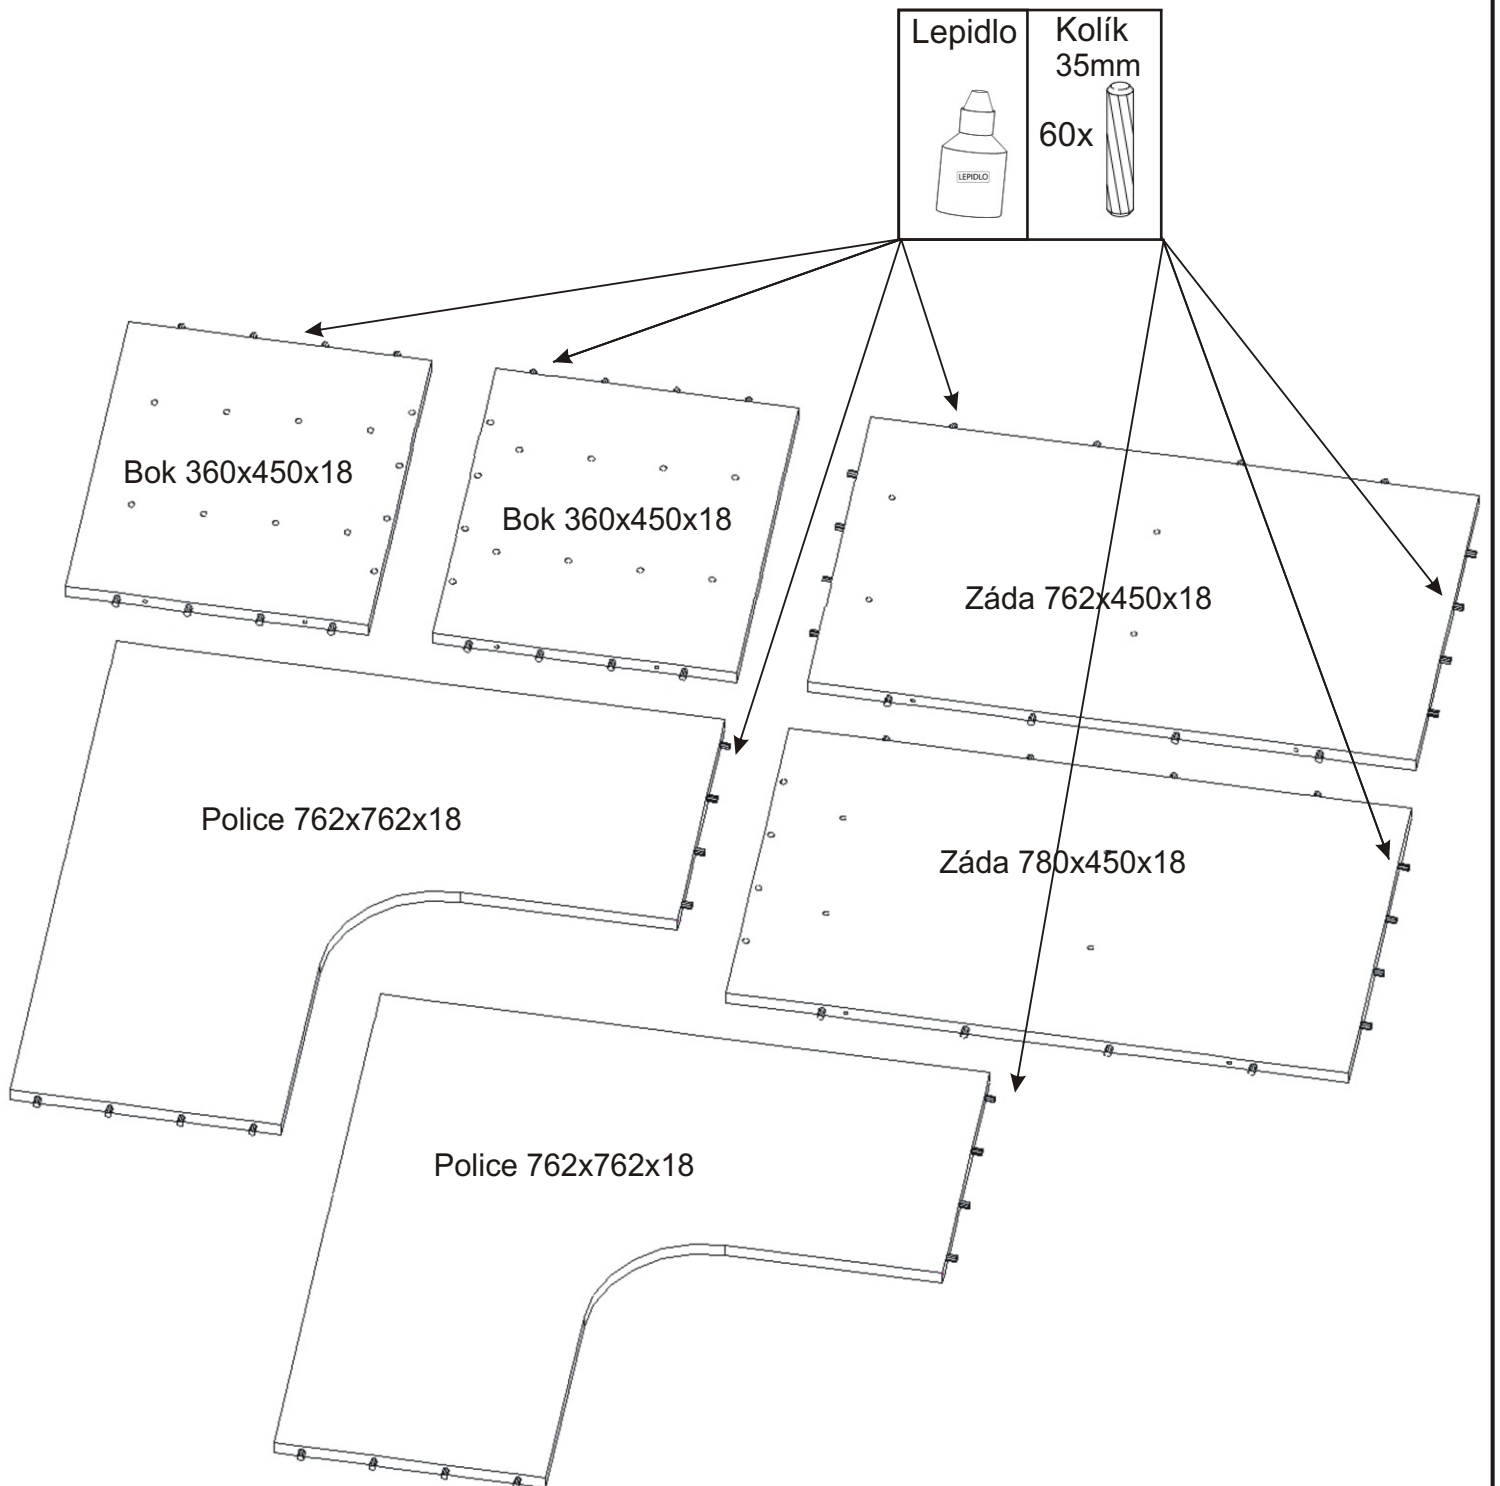 Lepidlo
Kolík
35mm
60x
LEPIDLO
Bok 360x450x18
Bok 360x450x18
Záda 762x450x18
Police 762x762x18
Záda 780x450x18
Police 762x762x18